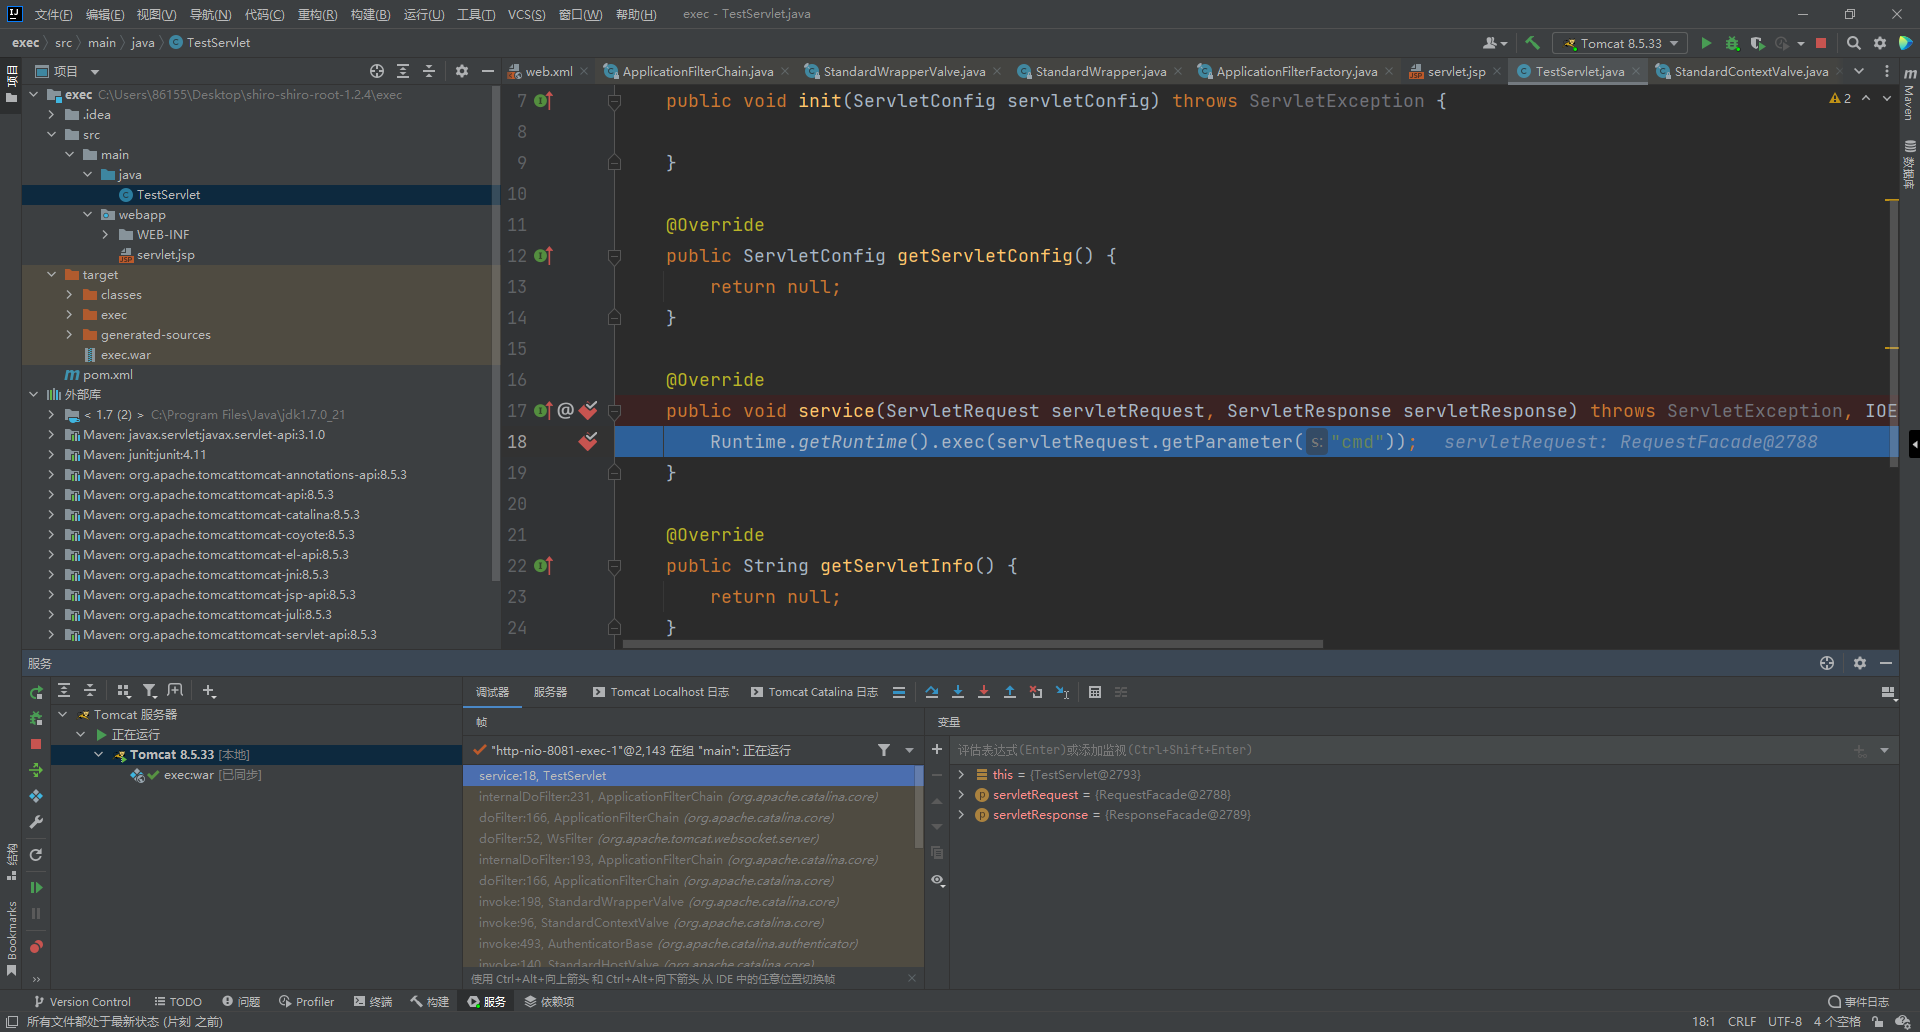 文件(F) 编辑(E) 视图(V) 导航(N) 代码(C) 重构(R) 构建(B) 运行(U) 工具(T) VCS(S) 窗口(W) 帮助(H) exec - TestServlet.java
exec src main java TestServlet Tomcat 8.5.33
项目
项目
web.xml ApplicationFilterChain.java StandardWrapperValve.java StandardWrapper.java ApplicationFilterFactory.java servlet.jsp TestServlet.java StandardContextValve.java
Maven
数据库
exec C:\Users\86155\Desktop\shiro-shiro-root-1.2.4\exec
.idea
src
main
java
TestServlet
webapp
WEB-INF
servlet.jsp
target
classes
exec
generated-sources
exec.war
pom.xml
外部库
< 1.7 (2) > C:\Program Files\Java\jdk1.7.0_21
Maven: javax.servlet:javax.servlet-api:3.1.0
Maven: junit:junit:4.11
Maven: org.apache.tomcat:tomcat-annotations-api:8.5.3
Maven: org.apache.tomcat:tomcat-api:8.5.3
Maven: org.apache.tomcat:tomcat-catalina:8.5.3
Maven: org.apache.tomcat:tomcat-coyote:8.5.3
Maven: org.apache.tomcat:tomcat-el-api:8.5.3
Maven: org.apache.tomcat:tomcat-jni:8.5.3
Maven: org.apache.tomcat:tomcat-jsp-api:8.5.3
Maven: org.apache.tomcat:tomcat-juli:8.5.3
Maven: org.apache.tomcat:tomcat-servlet-api:8.5.3
7 public void init(ServletConfig servletConfig) throws ServletException {
2
8
9 }
10
11 @Override
12 public ServletConfig getServletConfig() {
13 return null;
14 }
15
16 @Override
17 @ public void service(ServletRequest servletRequest, ServletResponse servletResponse) throws ServletException, IOE
18 Runtime.getRuntime().exec(servletRequest.getParameter( s: "cmd")); servletRequest: RequestFacade@2788
19 }
20
21 @Override
22 public String getServletInfo() {
23 return null;
24 }
服务
调试器 服务器 Tomcat Localhost 日志 Tomcat Catalina 日志
Tomcat 服务器
正在运行
Tomcat 8.5.33 [本地]
exec:war [已同步]
帧
"http-nio-8081-exec-1"@2,143 在组 "main": 正在运行
service:18, TestServlet
internalDoFilter:231, ApplicationFilterChain (org.apache.catalina.core)
doFilter:166, ApplicationFilterChain (org.apache.catalina.core)
doFilter:52, WsFilter (org.apache.tomcat.websocket.server)
internalDoFilter:193, ApplicationFilterChain (org.apache.catalina.core)
doFilter:166, ApplicationFilterChain (org.apache.catalina.core)
invoke:198, StandardWrapperValve (org.apache.catalina.core)
invoke:96, StandardContextValve (org.apache.catalina.core)
invoke:493, AuthenticatorBase (org.apache.catalina.authenticator)
invoke:140, StandardHostValve (org.apache.catalina.core)
使用 Ctrl+Alt+向上箭头 和 Ctrl+Alt+向下箭头 从 IDE 中的任意位置切换帧
变量
评估表达式(Enter)或添加监视(Ctrl+Shift+Enter)
this = {TestServlet@2793}
servletRequest = {RequestFacade@2788}
servletResponse = {ResponseFacade@2789}
结构
Bookmarks
Version Control TODO 问题 Profiler 终端 构建 服务 依赖项 事件日志
所有文件都处于最新状态 (片刻 之前) 18:1 CRLF UTF-8 4 个空格